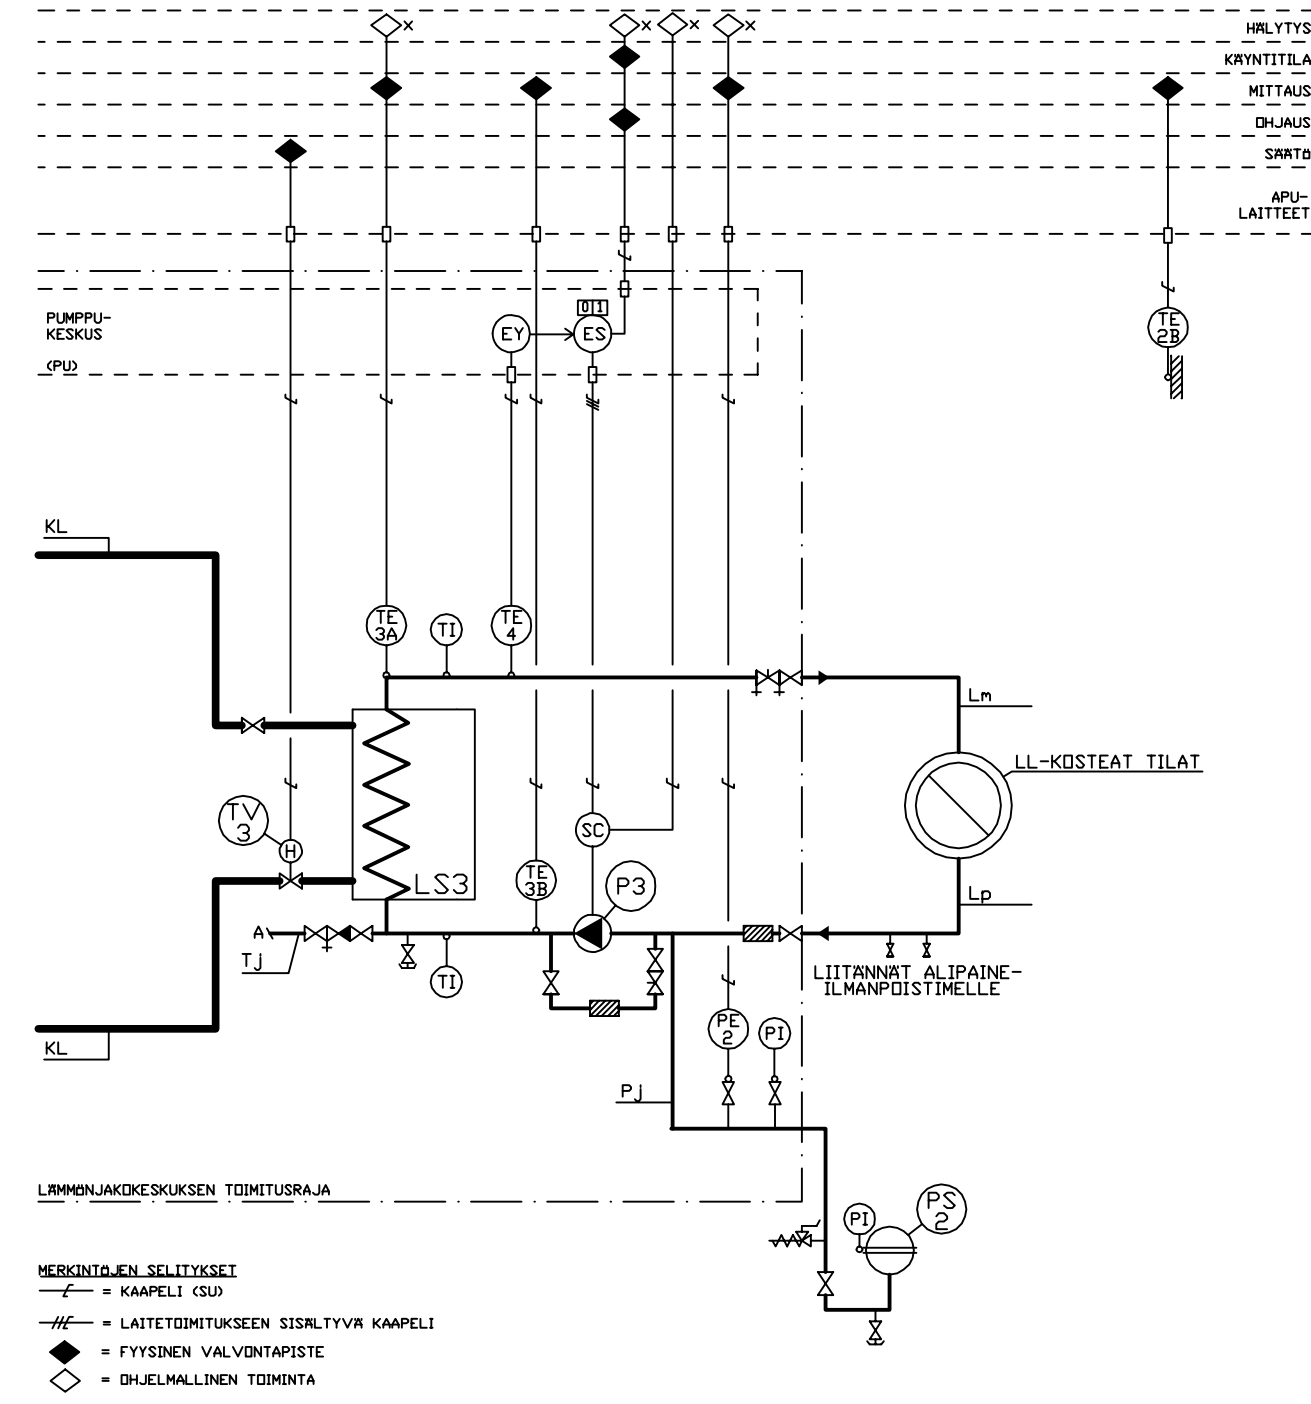 x x x x
HÄLYTYS
KÄYNTITILA
MITTAUS
OHJAUS
SÄÄTÖ
APU-
LAITTEET
PUMPPU-
KESKUS
(PU)
0 1
EY ES
TE
2B
KL
TE
3A
TI
TE
4
Lm
LL-KOSTEAT TILAT
TV
3
H
SC
LS3
TE
3B
P3
Lp
A
Tj
TI
LIITÄNNÄT ALIPAINE-
ILMANPOISTIMELLE
PE
2
PI
KL
Pj
LÄMMÖNJAKOKESKUKSEN TOIMITUSRAJA
PI
PS
2
MERKINTÖJEN SELITYKSET
= KAAPELI (SU)
= LAITETOIMITUKSEEN SISÄLTYVÄ KAAPELI
= FYYSINEN VALVONTAPISTE
= OHJELMALLINEN TOIMINTA